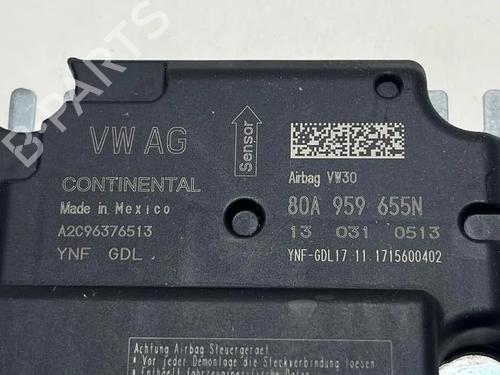 VW AG
CONTINENTAL
Made in Mexico
A2C96376513
YNF GDL
Sensor
Airbag VW30
80A 959 655N
13 031 0513
YNF-GDL17 11 1715600402
Achtung Airbag Steuergeraet
• Vor jeder Demontage die Steckverbindung loesen
B-PARTS